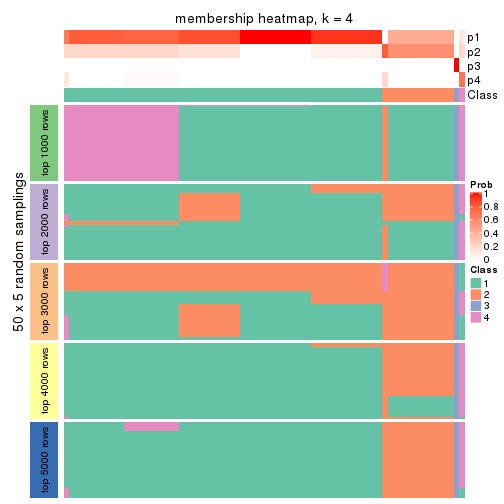 membership heatmap, k = 4
p1
p2
p3
p4
Class
50 x 5 random samplings
top 1000 rows
top 2000 rows
top 3000 rows
top 4000 rows
top 5000 rows
Prob
1
0.8
0.6
0.4
0.2
0
Class
1
2
3
4